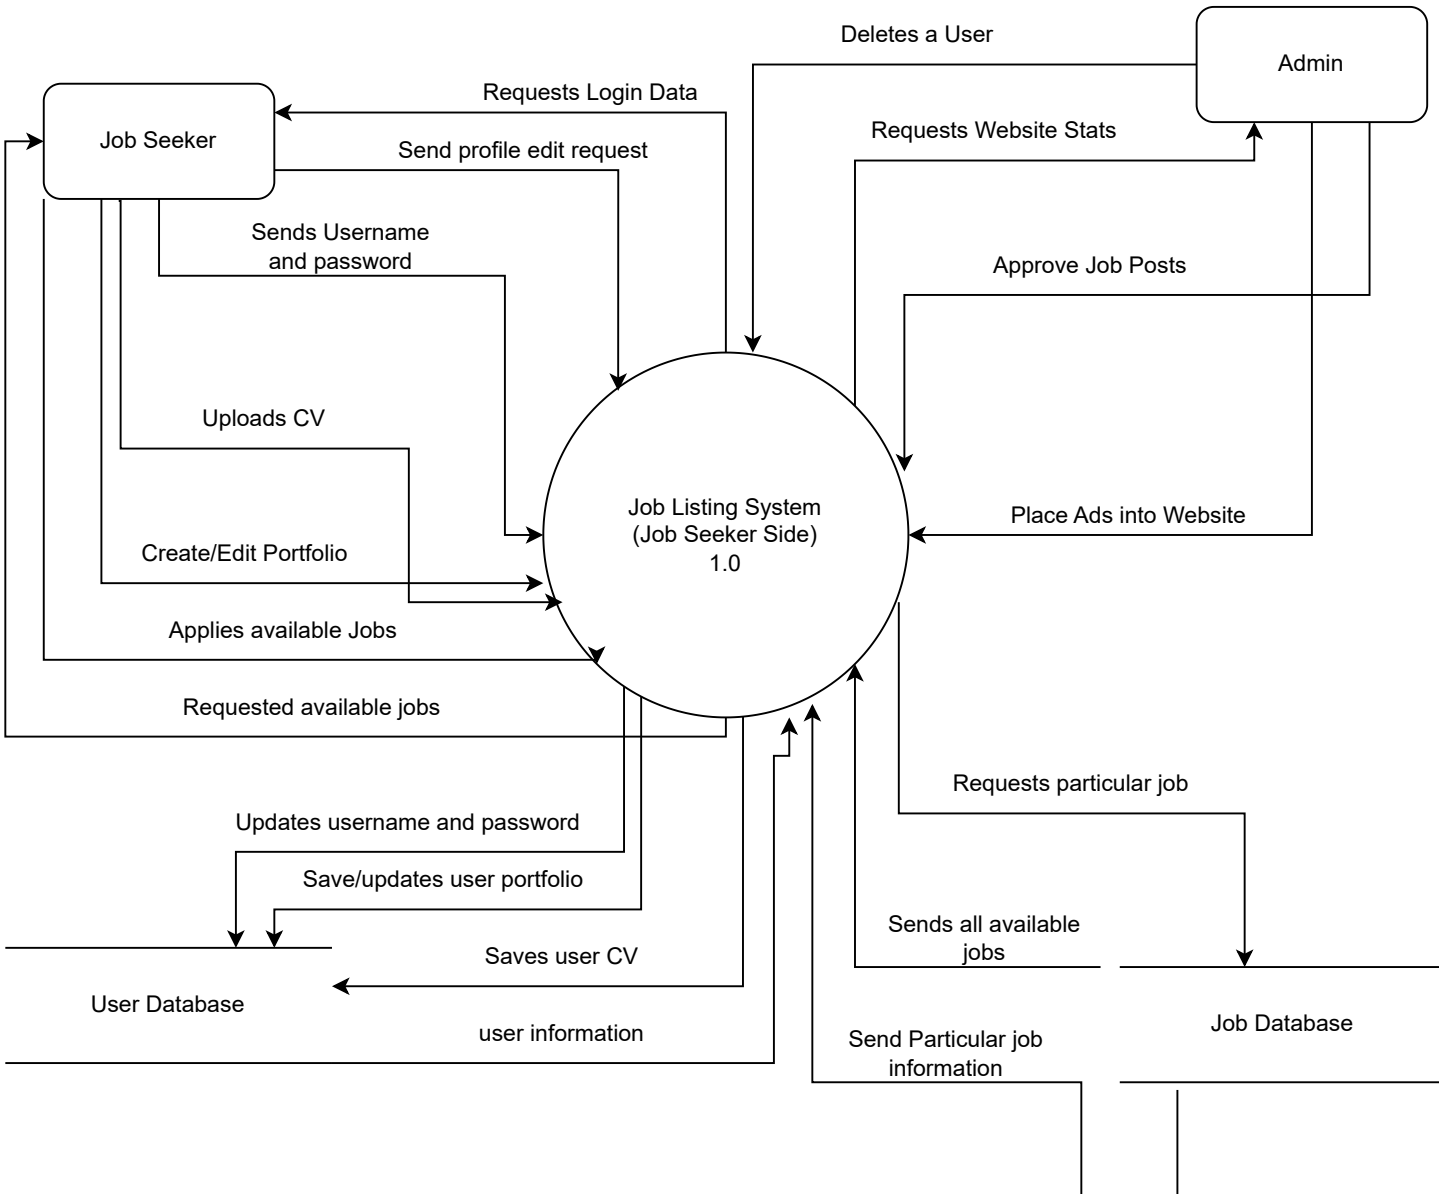 Deletes a User
Admin
Requests Login Data
Requests Website Stats
Job Seeker
Send profile edit request
Sends Username
and password
Approve Job Posts
Uploads CV
Job Listing System
(Job Seeker Side)
1.0
Place Ads into Website
Create/Edit Portfolio
Applies available Jobs
Requested available jobs
Requests particular job
Updates username and password
Save/updates user portfolio
Sends all available
jobs
Saves user CV
User Database
Job Database
user information
Send Particular job
information